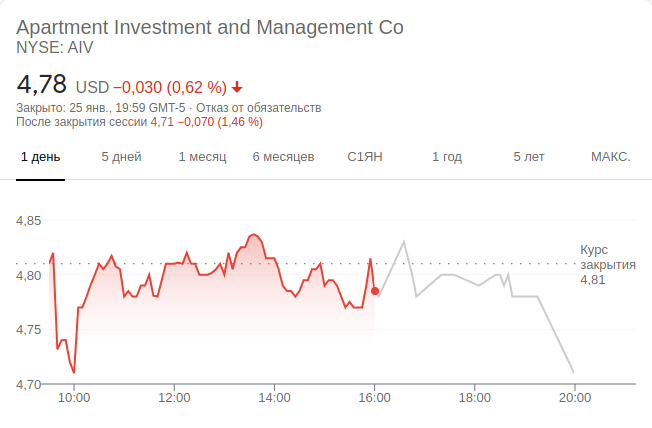 Apartment Investment and Management Co
NYSE: AIV
4,78 USD −0,030 (0,62 %)
Закрыто: 25 янв., 19:59 GMT-5 · Отказ от обязательств
После закрытия сессии 4,71 −0,070 (1,46 %)
1 день 5 дней 1 месяц 6 месяцев С1ЯН 1 год 5 лет МАКС.
4,85
Курс
закрытия
4,81
4,80
4,75
4,70
10:00 12:00 14:00 16:00 18:00 20:00